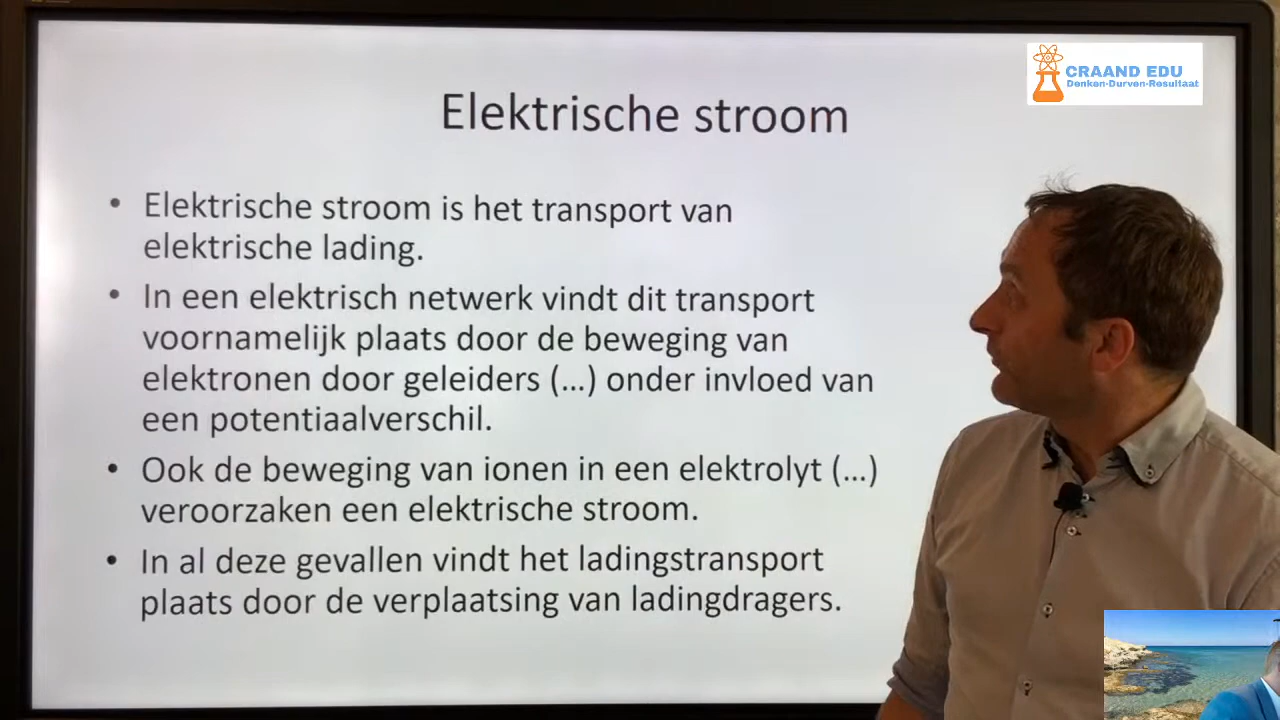 CRAAND EDU
Denken-Durven-Resultaat
Elektrische stroom
• Elektrische stroom is het transport van
elektrische lading.
• In een elektrisch netwerk vindt dit transport
voornamelijk plaats door de beweging van
elektronen door geleiders (...) onder invloed van
een potentiaalverschil.
• Ook de beweging van ionen in een elektrolyt (...)
veroorzaken een elektrische stroom.
• In al deze gevallen vindt het ladingstransport
plaats door de verplaatsing van ladingdragers.